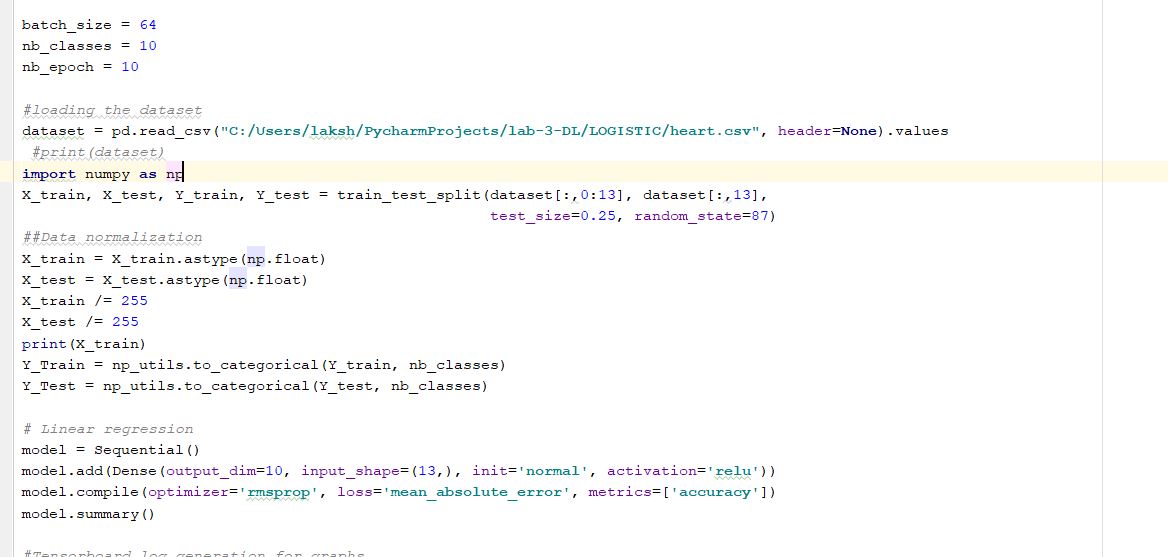 batch_size = 64
nb_classes = 10
nb_epoch = 10
#loading the dataset
dataset = pd.read_csv("C:/Users/laksh/PycharmProjects/lab-3-DL/LOGISTIC/heart.csv", header=None).values
#print(dataset)
import numpy as np
X_train, X_test, Y_train, Y_test = train_test_split(dataset[:,0:13], dataset[:,13],
test_size=0.25, random_state=87)
##Data normalization
X_train = X_train.astype(np.float)
X_test = X_test.astype(np.float)
X_train /= 255
X_test /= 255
print(X_train)
Y_Train = np_utils.to_categorical(Y_train, nb_classes)
Y_Test = np_utils.to_categorical(Y_test, nb_classes)
# Linear regression
model = Sequential()
model.add(Dense(output_dim=10, input_shape=(13,), init='normal', activation='relu'))
model.compile(optimizer='rmsprop', loss='mean_absolute_error', metrics=['accuracy'])
model.summary()
#Tensorboard log generation for graphs